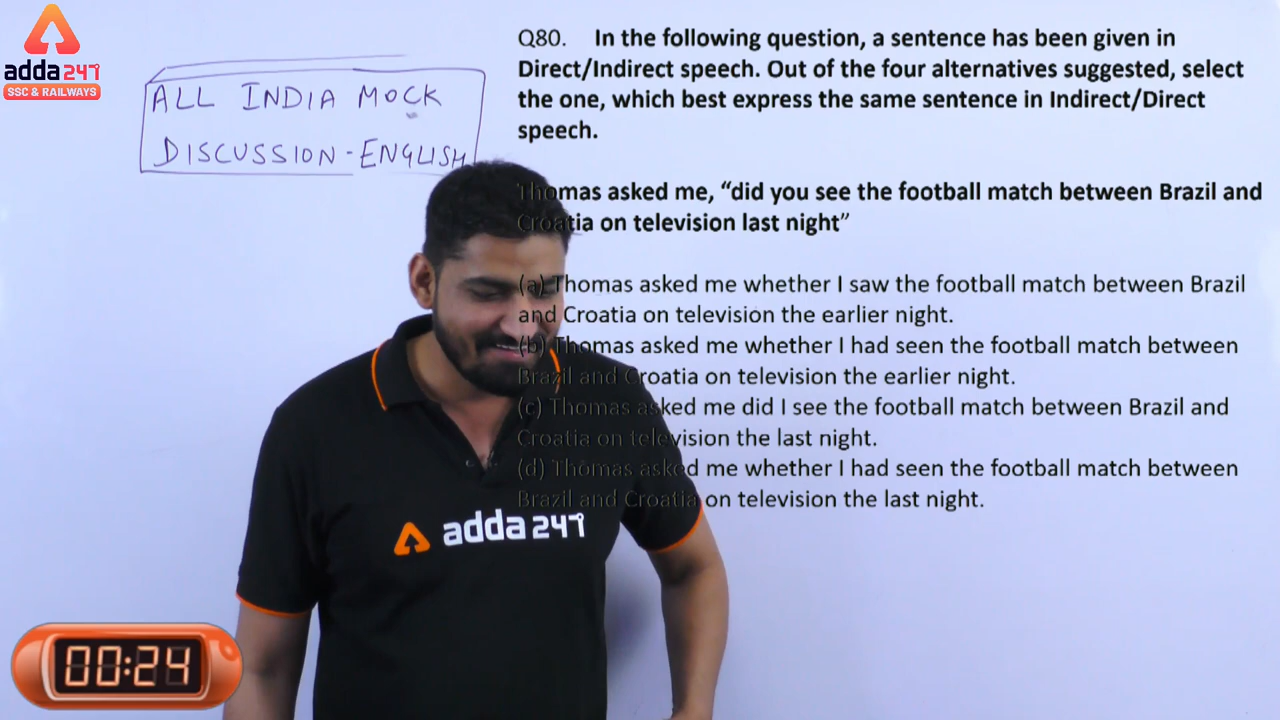 adda247
SSC & RAILWAYS
ALL INDIA MOCK
DISCUSSION-ENGLISH
Q80. In the following question, a sentence has been given in
Direct/Indirect speech. Out of the four alternatives suggested, select
the one, which best express the same sentence in Indirect/Direct
speech.
Thomas asked me, “did you see the football match between Brazil and
Croatia on television last night”
(a) Thomas asked me whether I saw the football match between Brazil
and Croatia on television the earlier night.
(b) Thomas asked me whether I had seen the football match between
Brazil and Croatia on television the earlier night.
(c) Thomas asked me did I see the football match between Brazil and
Croatia on television the last night.
(d) Thomas asked me whether I had seen the football match between
Brazil and Croatia on television the last night.
adda247
00:24